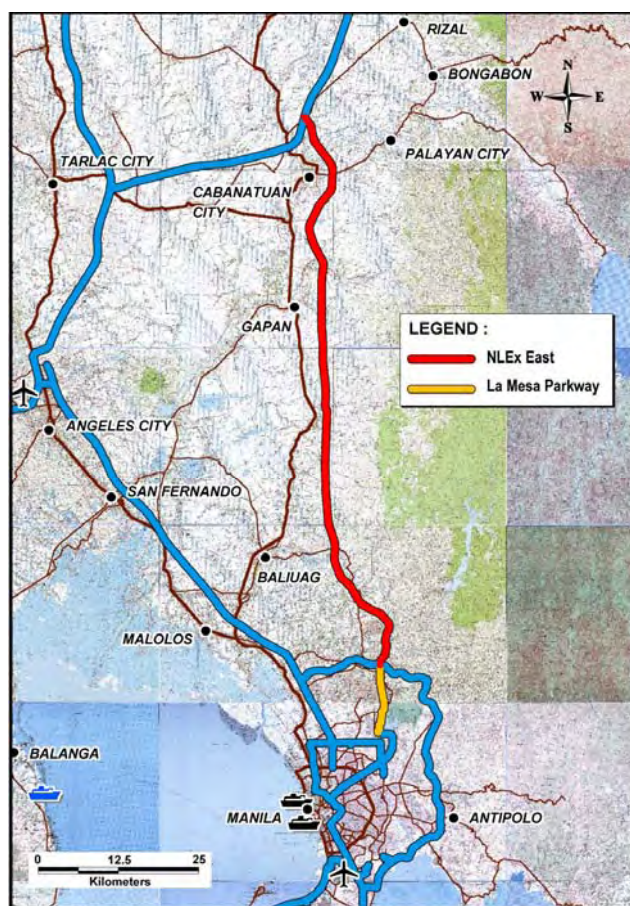 RIZAL
BONGABON
N
W E
S
TARLAC CITY
PALAYAN CITY
CABANATUAN
CITY
GAPAN
LEGEND :
NLEx East
La Mesa Parkway
ANGELES CITY
SAN FERNANDO
BALIUAG
MALOLOS
BALANGA
MANILA
ANTIPOLO
0 12.5 25
Kilometers